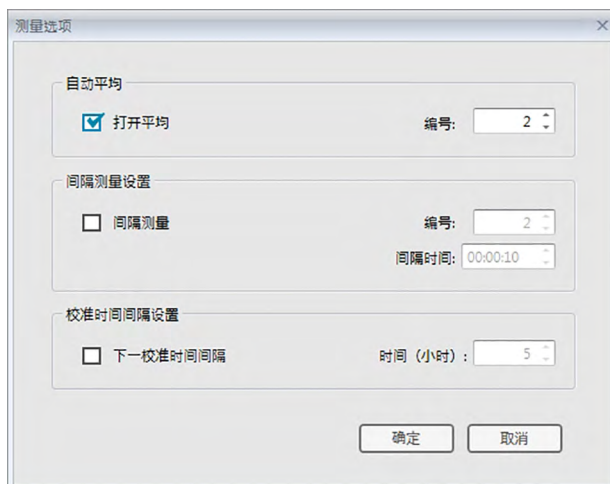 测量选项
自动平均
打开平均 编号: 2
间隔测量设置
间隔测量 编号: 2
间隔时间: 00:00:10
校准时间间隔设置
下一校准时间间隔 时间（小时）: 5
确定 取消